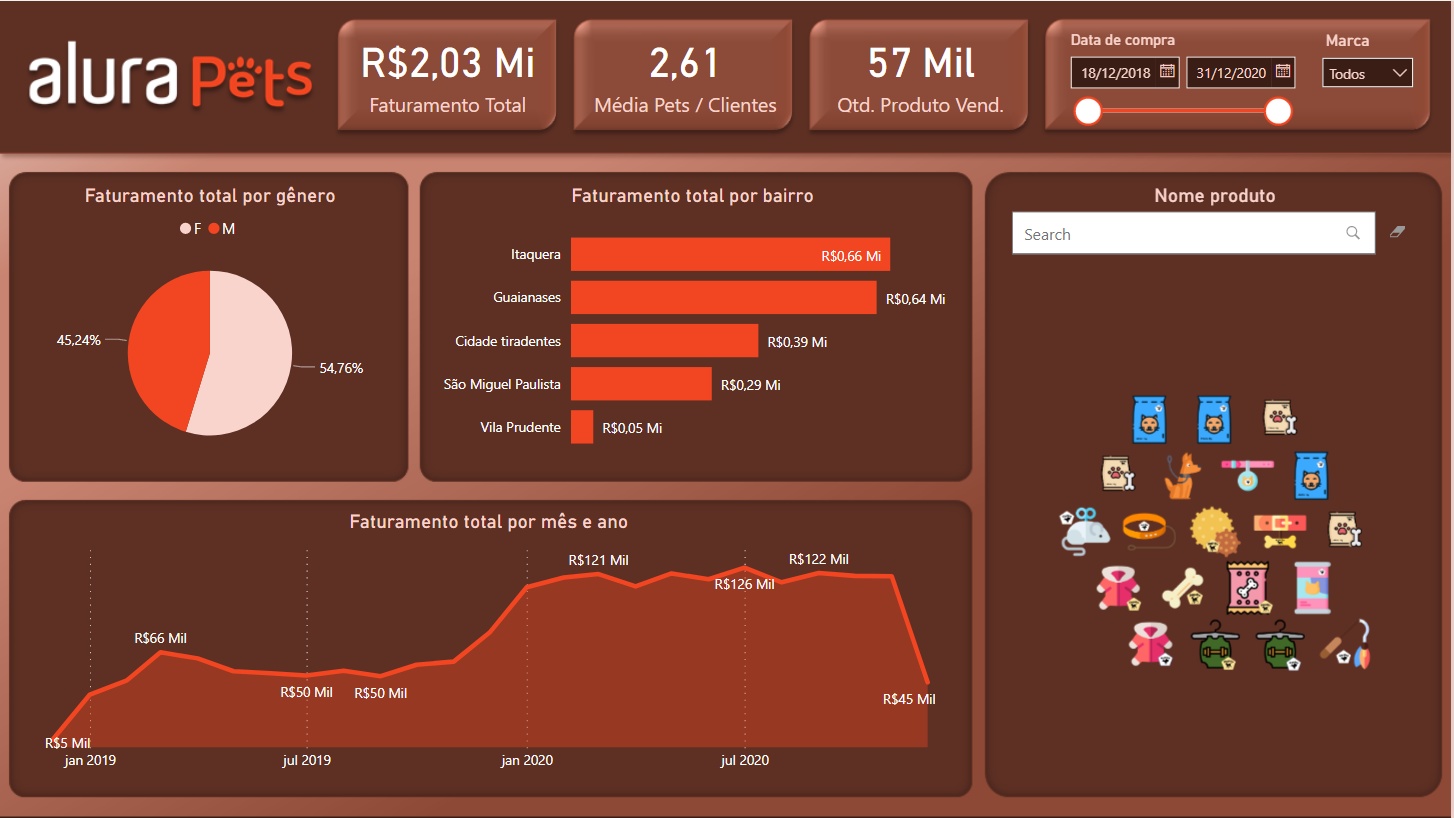 alura Pets
R$2,03 Mi
Faturamento Total
2,61
Média Pets / Clientes
57 Mil
Qtd. Produto Vend.
Data de compra
18/12/2018
31/12/2020
Marca
Todos
Faturamento total por gênero
F M
45,24%
54,76%
Faturamento total por bairro
Itaquera R$0,66 Mi
Guaianases R$0,64 Mi
Cidade tiradentes R$0,39 Mi
São Miguel Paulista R$0,29 Mi
Vila Prudente R$0,05 Mi
Nome produto
Search
Faturamento total por mês e ano
R$5 Mil
R$66 Mil
R$50 Mil
R$50 Mil
R$121 Mil
R$126 Mil
R$122 Mil
R$45 Mil
jan 2019 jul 2019 jan 2020 jul 2020